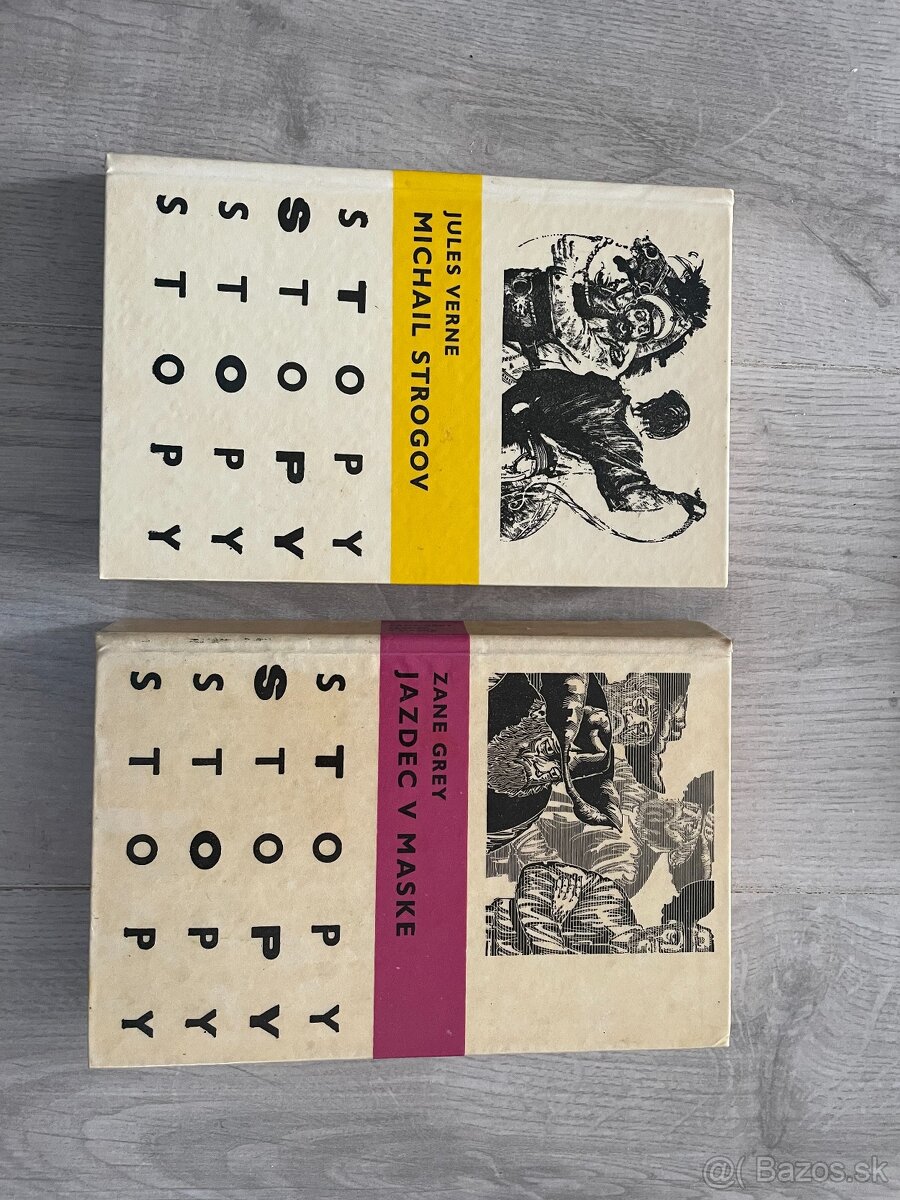 JULES VERNE
MICHAIL STROGOV
STOPY
STOPY
STOPY
STOPY
ZANE GREY
JAZDEC V MASKE
STOPY
STOPY
STOPY
STOPY
@( Bazos.sk